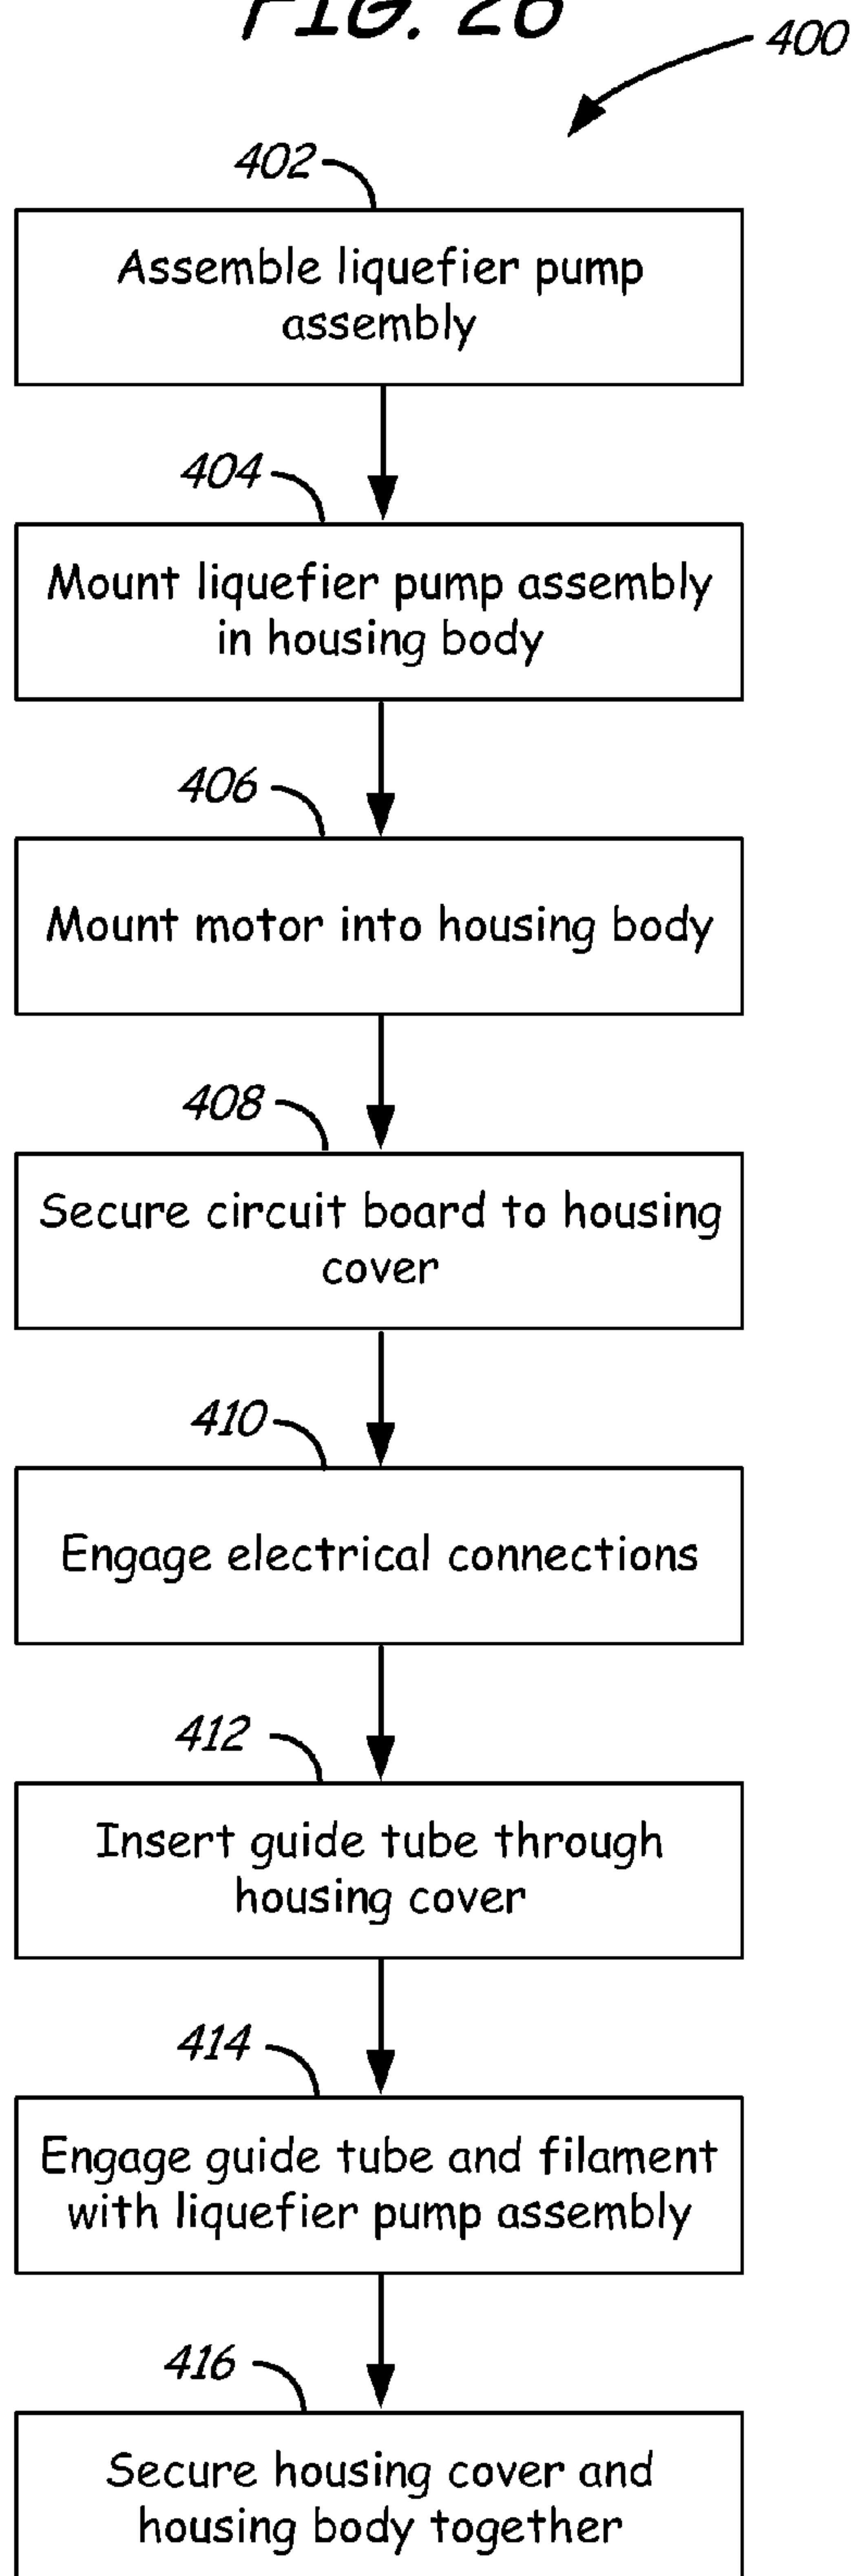 FIG. 26
400
402
Assemble liquefier pump
assembly
404
Mount liquefier pump assembly
in housing body
406
Mount motor into housing body
408
Secure circuit board to housing
cover
410
Engage electrical connections
412
Insert guide tube through
housing cover
414
Engage guide tube and filament
with liquefier pump assembly
416
Secure housing cover and
housing body together